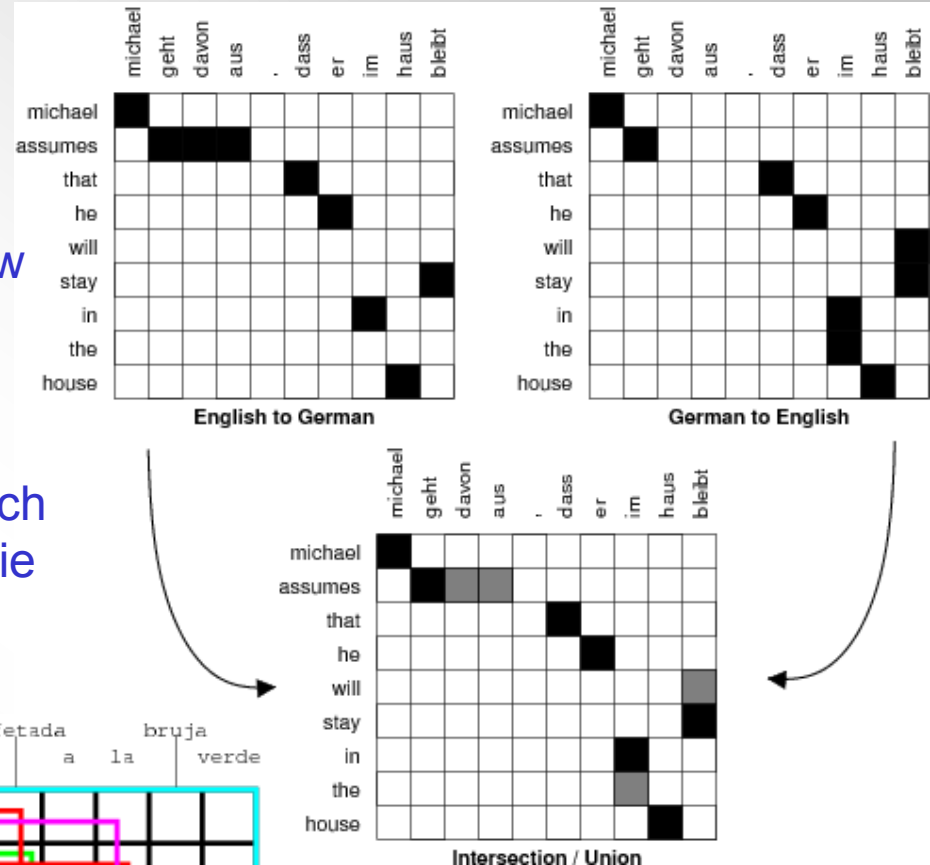 michael geht davon aus , dass er im haus bleibt
michael
assumes
that
he
will
stay
in
the
house
English to German
michael geht davon aus , dass er im haus bleibt
michael
assumes
that
he
will
stay
in
the
house
German to English
w
ch
ie
michael geht davon aus , dass er im haus bleibt
michael
assumes
that
he
will
stay
in
the
house
Intersection / Union
fetada bruja
a la verde